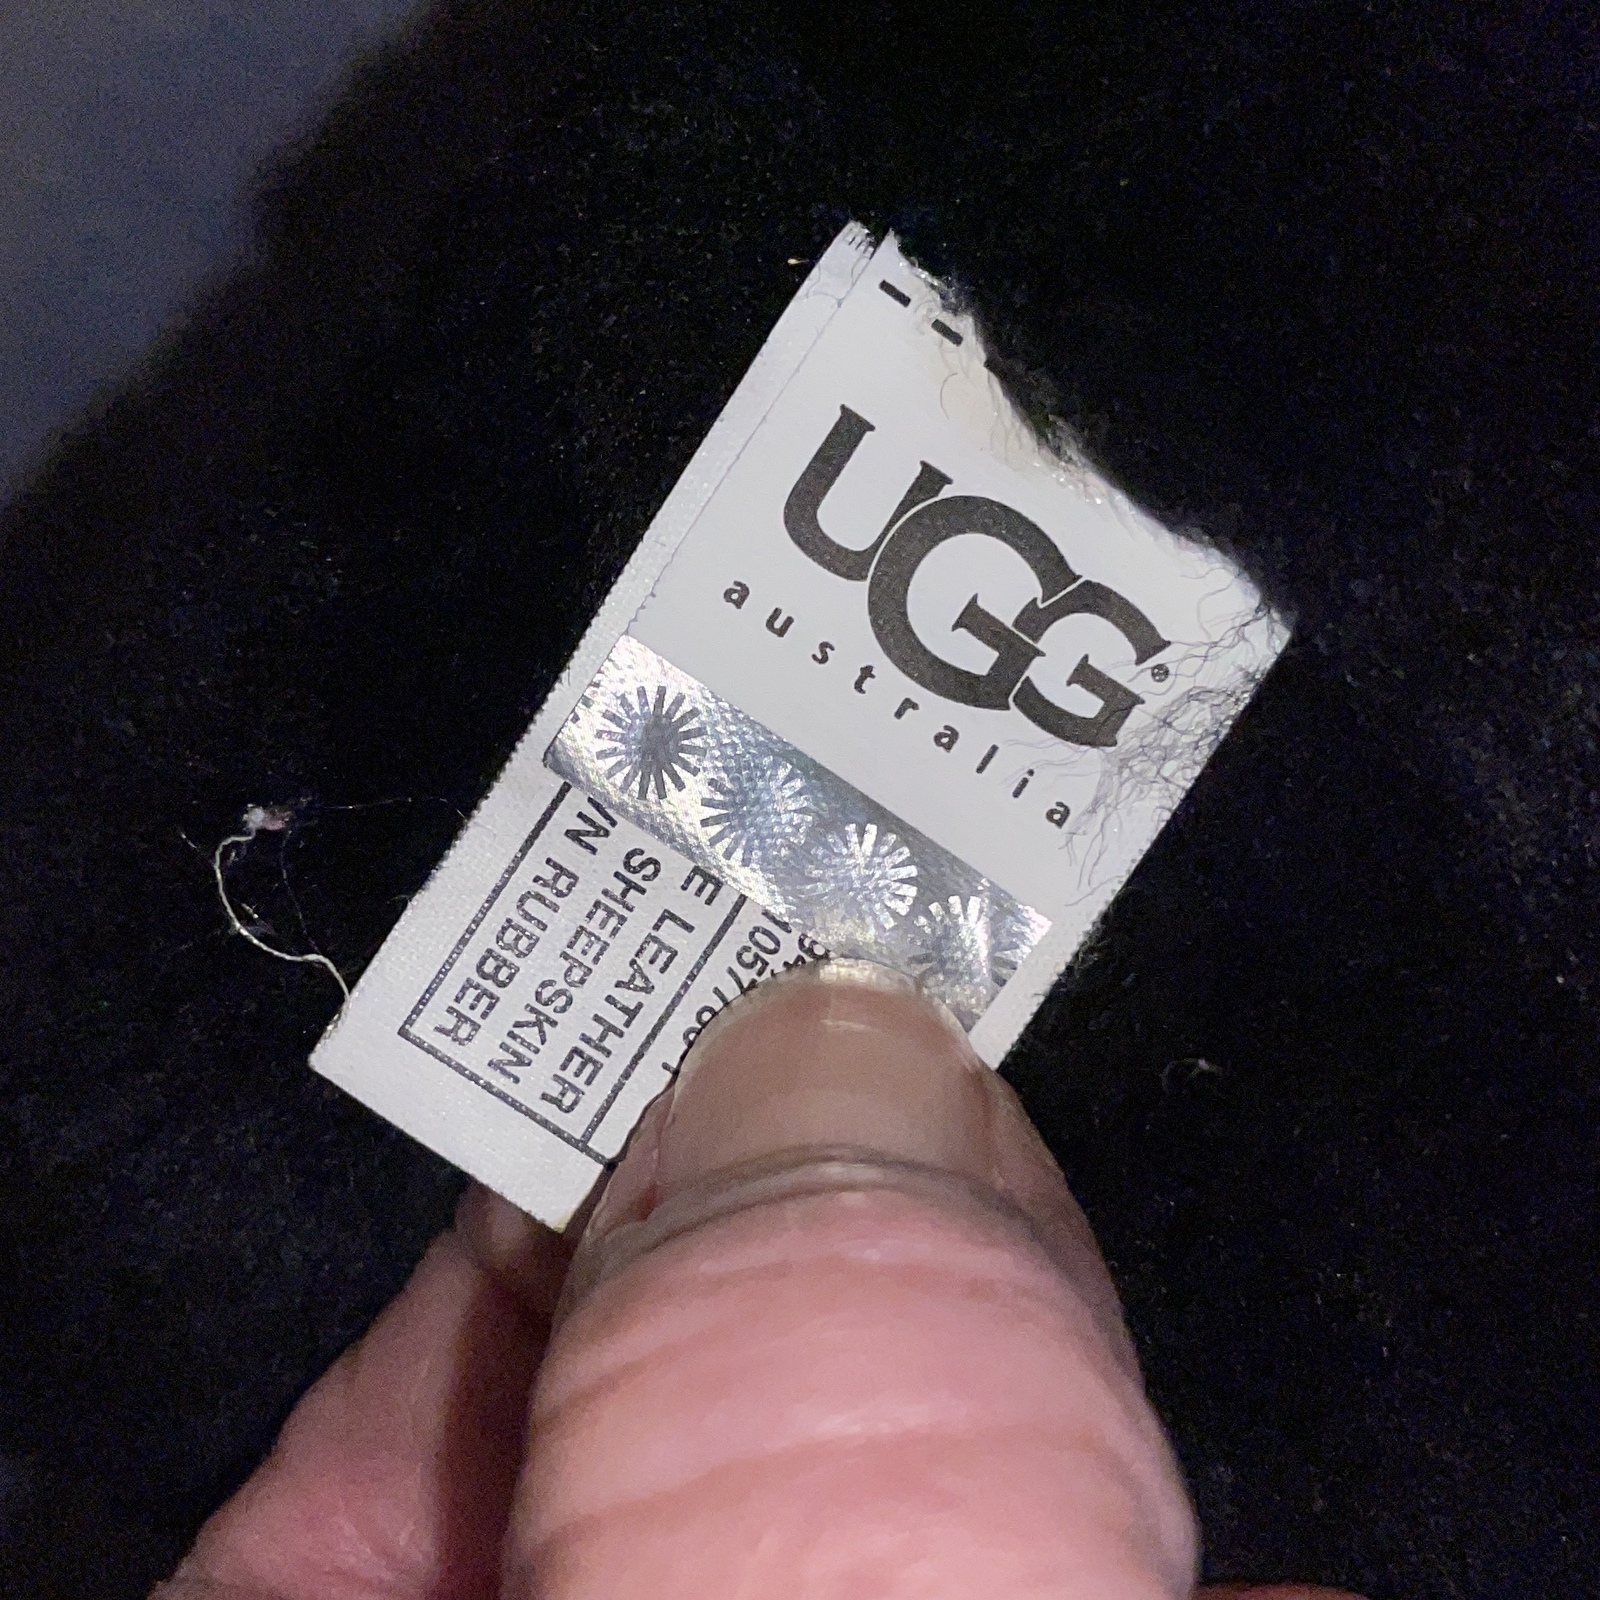 UGG®
australia
LEATHER
SHEEPSKIN
RUBBER